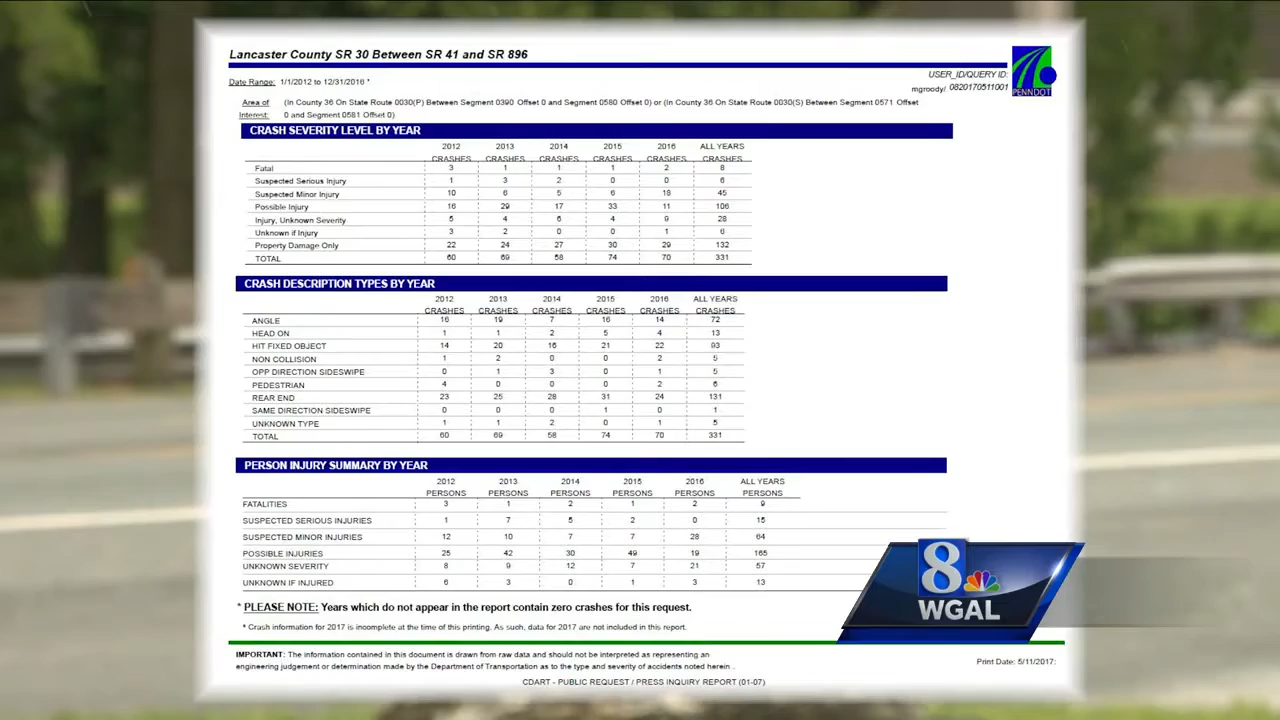 Lancaster County SR 30 Between SR 41 and SR 896
Date Range: 1/1/2012 to 12/31/2016 *
USER_ID/QUERY ID:
mgroody/ 0820170511001
PENNDOT
Area of Interest: (In County 36 On State Route 0030(P) Between Segment 0390 Offset 0 and Segment 0580 Offset 0) or (In County 36 On State Route 0030(S) Between Segment 0571 Offset
0 and Segment 0581 Offset 0)
CRASH SEVERITY LEVEL BY YEAR
2012 2013 2014 2015 2016 ALL YEARS
CRASHES CRASHES CRASHES CRASHES CRASHES CRASHES
Fatal 3 1 1 1 2 8
Suspected Serious Injury 1 3 2 0 0 6
Suspected Minor Injury 10 6 5 6 18 45
Possible Injury 16 29 17 33 11 106
Injury, Unknown Severity 5 4 6 4 9 28
Unknown if Injury 3 2 0 0 1 6
Property Damage Only 22 24 27 30 29 132
TOTAL 60 69 58 74 70 331
CRASH DESCRIPTION TYPES BY YEAR
2012 2013 2014 2015 2016 ALL YEARS
CRASHES CRASHES CRASHES CRASHES CRASHES CRASHES
ANGLE 16 19 7 16 14 72
HEAD ON 1 1 2 5 4 13
HIT FIXED OBJECT 14 20 16 21 22 93
NON COLLISION 1 2 0 0 2 5
OPP DIRECTION SIDESWIPE 0 1 3 0 1 5
PEDESTRIAN 4 0 0 0 2 6
REAR END 23 25 28 31 24 131
SAME DIRECTION SIDESWIPE 0 0 0 1 0 1
UNKNOWN TYPE 1 1 2 0 1 5
TOTAL 60 69 58 74 70 331
PERSON INJURY SUMMARY BY YEAR
2012 2013 2014 2015 2016 ALL YEARS
PERSONS PERSONS PERSONS PERSONS PERSONS PERSONS
FATALITIES 3 1 2 1 2 9
SUSPECTED SERIOUS INJURIES 1 7 5 2 0 15
SUSPECTED MINOR INJURIES 12 10 7 7 28 64
POSSIBLE INJURIES 25 42 30 49 19 165
UNKNOWN SEVERITY 8 9 12 7 21 57
UNKNOWN IF INJURED 6 3 0 1 3 13
* PLEASE NOTE: Years which do not appear in the report contain zero crashes for this request.
* Crash information for 2017 is incomplete at the time of this printing. As such, data for 2017 are not included in this report.
8
WGAL
IMPORTANT: The information contained in this document is drawn from raw data and should not be interpreted as representing an
engineering judgement or determination made by the Department of Transportation as to the type and severity of accidents noted herein .
Print Date: 5/11/2017:
CDART - PUBLIC REQUEST / PRESS INQUIRY REPORT (01-07)